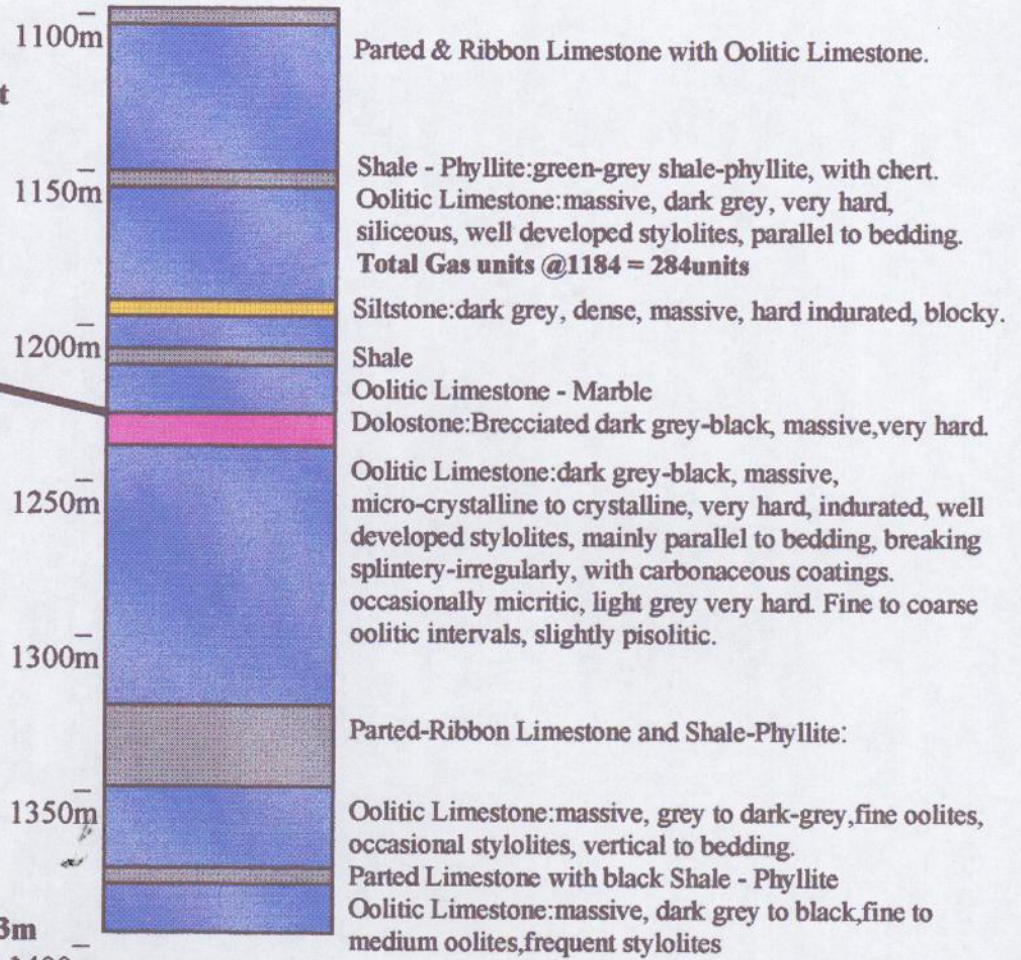 1100m
Parted & Ribbon Limestone with Oolitic Limestone.
t
Shale - Phyllite:green-grey shale-phyllite, with chert.
1150m
Oolitic Limestone:massive, dark grey, very hard,
siliceous, well developed stylolites, parallel to bedding.
Total Gas units @1184 = 284units
Siltstone:dark grey, dense, massive, hard indurated, blocky.
1200m
Shale
Oolitic Limestone - Marble
Dolostone:Brecciated dark grey-black, massive,very hard.
Oolitic Limestone:dark grey-black, massive,
1250m
micro-crystalline to crystalline, very hard, indurated, well
developed stylolites, mainly parallel to bedding, breaking
splintery-irregularly, with carbonaceous coatings.
occasionally micritic, light grey very hard. Fine to coarse
oolitic intervals, slightly pisolitic.
1300m
Parted-Ribbon Limestone and Shale-Phyllite:
1350m
Oolitic Limestone:massive, grey to dark-grey,fine oolites,
occasional stylolites, vertical to bedding.
Parted Limestone with black Shale - Phyllite
Oolitic Limestone:massive, dark grey to black,fine to
3m
medium oolites,frequent stylolites